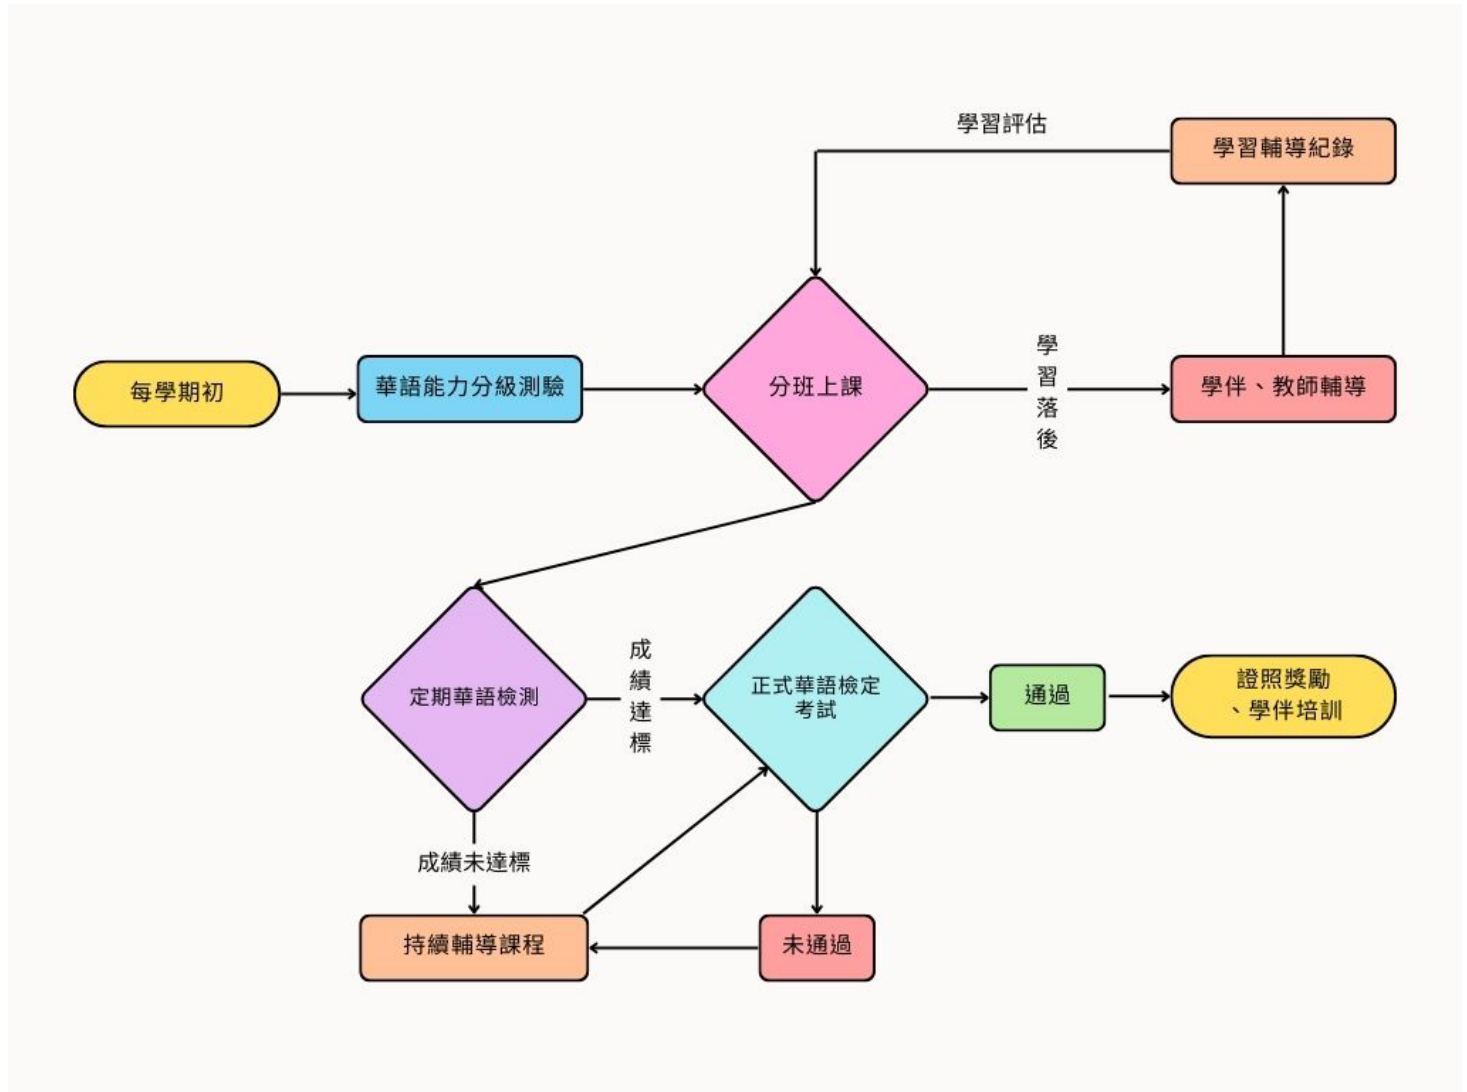 學習評估
學習輔導紀錄
每學期初
華語能力分級測驗
分班上課
學習落後
學伴、教師輔導
定期華語檢測
成績達標
正式華語檢定
考試
通過
證照獎勵
、學伴培訓
成績未達標
持續輔導課程
未通過